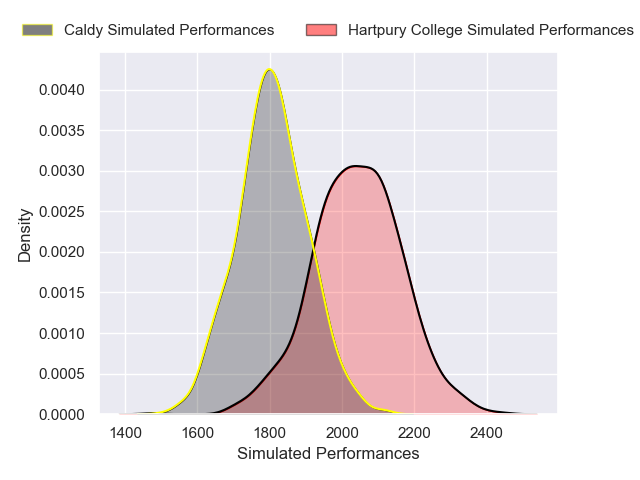 Caldy Simulated Performances
Hartpury College Simulated Performances
0.0040
0.0035
0.0030
0.0025
0.0020
0.0015
0.0010
0.0005
0.0000
Density
1400 1600 1800 2000 2200 2400
Simulated Performances